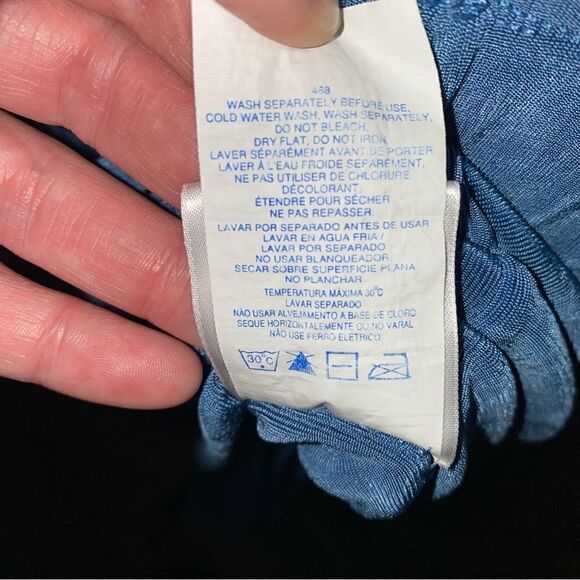 468
WASH SEPARATELY BEFORE USE,
COLD WATER WASH, WASH SEPARATELY,
DO NOT BLEACH,
DRY FLAT, DO NOT IRON
LAVER SÉPARÉMENT AVANT DE PORTER
LAVER À L'EAU FROIDE SEPARÉMENT.
NE PAS UTILISER DE CHLORURE
DÉCOLORANT.
ÉTENDRE POUR SÉCHER
NE PAS REPASSER.
LAVAR POR SEPARADO ANTES DE USAR
LAVAR EN AGUA FRIA /
LAVAR POR SEPARADO
NO USAR BLANQUEADOR
SECAR SOBRE SUPERFICIE PLANA
NO PLANCHAR
TEMPERATURA MÁXIMA 30°C
LAVAR SEPARADO
NÃO USAR ALVEJAMENTO A BASE DE CLORO
SEQUE HORIZONTALEMENTE OU NO VARAL
NÃO USE FERRO ELÉTRICO
30°C